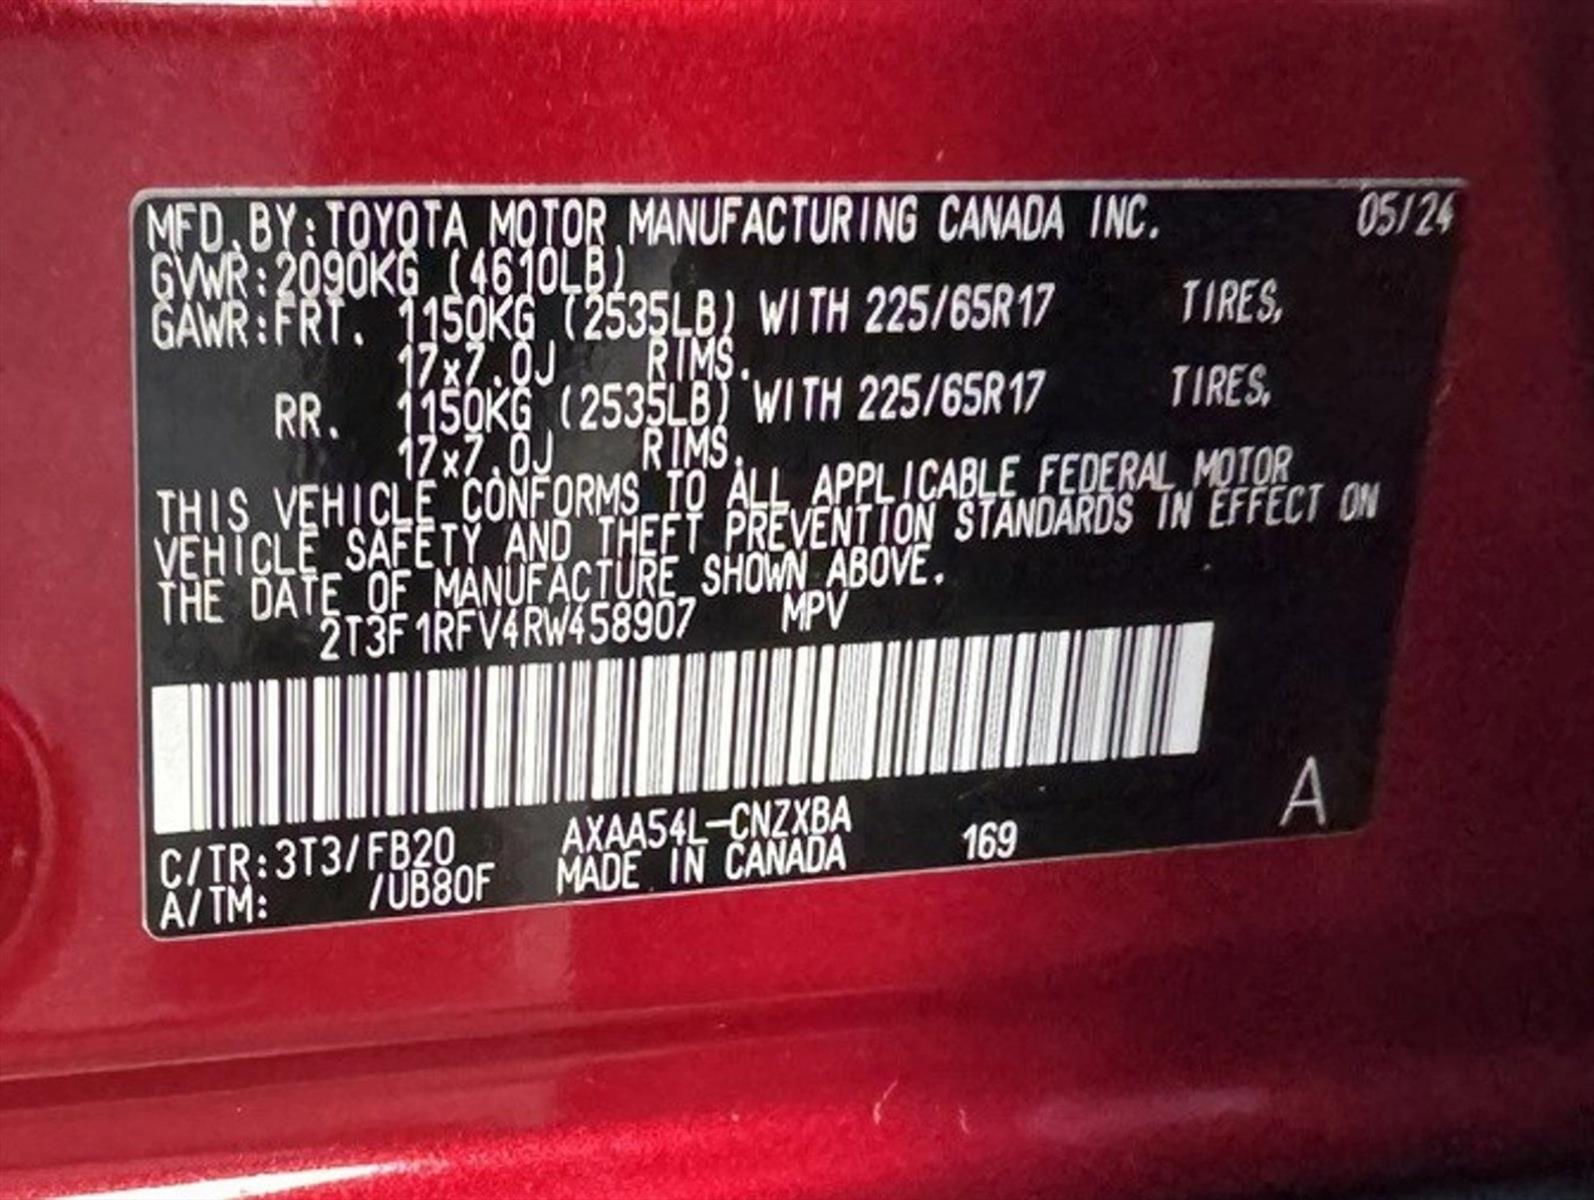 MFD.BY:TOYOTA MOTOR MANUFACTURING CANADA INC. 05/24
GVWR:2090KG (4610LB)
GAWR:FRT. 1150KG (2535LB) WITH 225/65R17 TIRES,
17x7.0J RIMS.
RR. 1150KG (2535LB) WITH 225/65R17 TIRES,
17x7.0J RIMS.
THIS VEHICLE CONFORMS TO ALL APPLICABLE FEDERAL MOTOR
VEHICLE SAFETY AND THEFT PREVENTION STANDARDS IN EFFECT ON
THE DATE OF MANUFACTURE SHOWN ABOVE.
2T3F1RFV4RW458907 MPV
A
C/TR:3T3/FB20 AXAA54L-CNZXBA 169
A/TM: /UB80F MADE IN CANADA